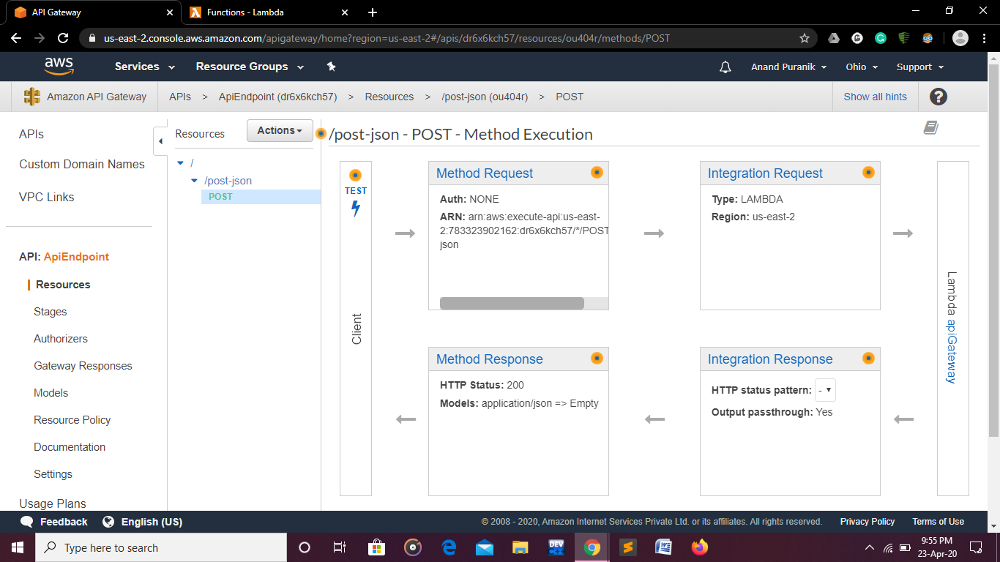 API Gateway
Functions - Lambda
us-east-2.console.aws.amazon.com/apigateway/home?region=us-east-2#/apis/dr6x6kch57/resources/ou404r/methods/POST
aws
Services
Resource Groups
Anand Puranik
Ohio
Support
Amazon API Gateway
APIs > ApiEndpoint (dr6x6kch57) > Resources > /post-json (ou404r) > POST
Show all hints
?
APIs
Custom Domain Names
VPC Links
API: ApiEndpoint
Resources
Stages
Authorizers
Gateway Responses
Models
Resource Policy
Documentation
Settings
Usage Plans
Resources
Actions
/
/post-json
POST
/post-json - POST - Method Execution
TEST
Client
Method Request
Auth: NONE
ARN: arn:aws:execute-api:us-east-
2:783323902162:dr6x6kch57/*/POST
json
Integration Request
Type: LAMBDA
Region: us-east-2
Lambda apiGateway
Method Response
HTTP Status: 200
Models: application/json => Empty
Integration Response
HTTP status pattern: -
Output passthrough: Yes
Feedback
English (US)
© 2008 - 2020, Amazon Internet Services Private Ltd. or its affiliates. All rights reserved.
Privacy Policy
Terms of Use
Type here to search
DEV
9:55 PM
23-Apr-20